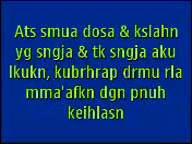 Ats smua dosa & kslahn
yg sngja & tk sngja aku
lkukn, kubrhrap drmu rla
mma'afkn dgn pnuh
keihlasn